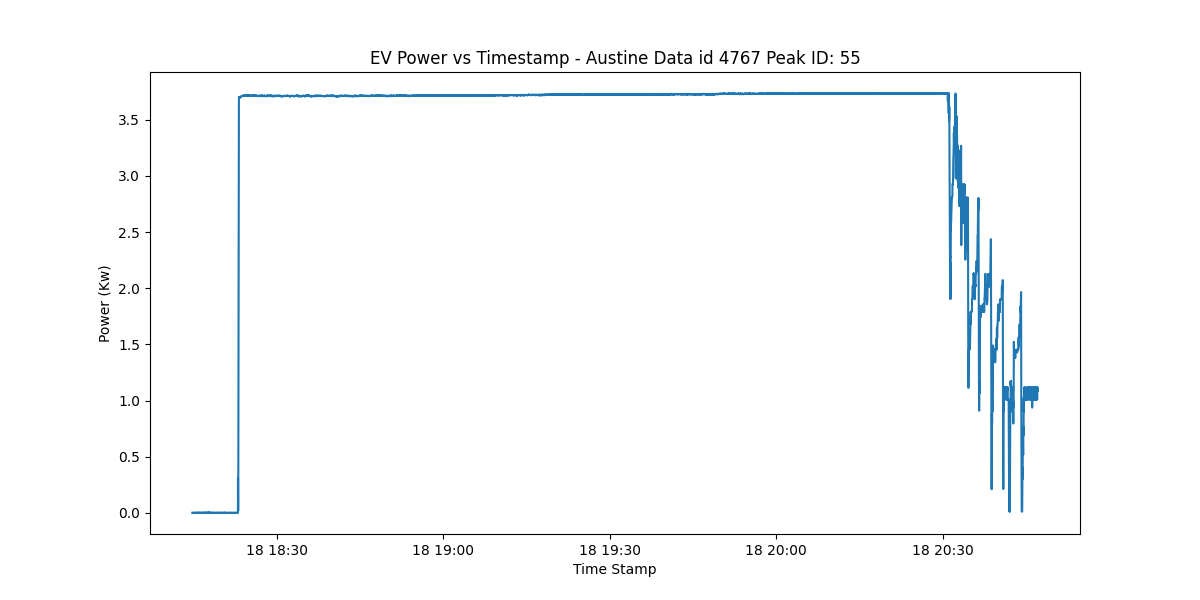 EV Power vs Timestamp - Austine Data id 4767 Peak ID: 55
Power (Kw)
3.5
3.0
2.5
2.0
1.5
1.0
0.5
0.0
18 18:30 18 19:00 18 19:30 18 20:00 18 20:30
Time Stamp